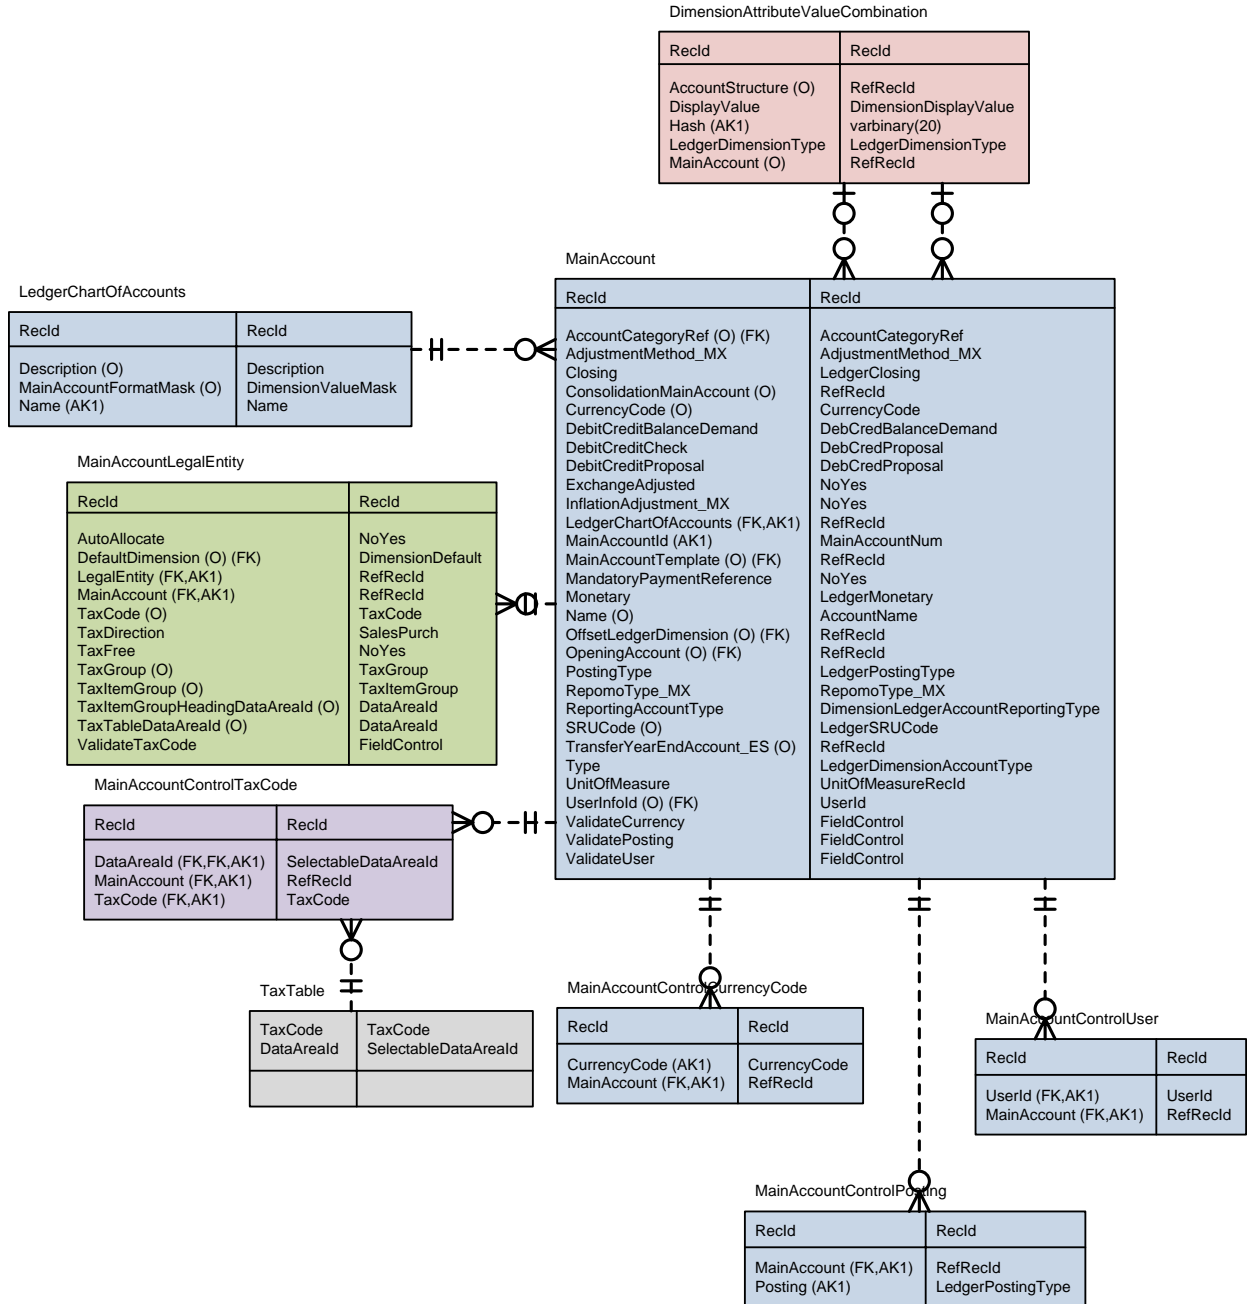 DimensionAttributeValueCombination
RecId RecId
AccountStructure (O) RefRecId
DisplayValue DimensionDisplayValue
Hash (AK1) varbinary(20)
LedgerDimensionType LedgerDimensionType
MainAccount (O) RefRecId
MainAccount
RecId RecId
AccountCategoryRef (O) (FK) AccountCategoryRef
AdjustmentMethod_MX AdjustmentMethod_MX
Closing LedgerClosing
ConsolidationMainAccount (O) RefRecId
CurrencyCode (O) CurrencyCode
DebitCreditBalanceDemand DebCredBalanceDemand
DebitCreditCheck DebCredProposal
DebitCreditProposal DebCredProposal
ExchangeAdjusted NoYes
InflationAdjustment_MX NoYes
LedgerChartOfAccounts (FK,AK1) RefRecId
MainAccountId (AK1) MainAccountNum
MainAccountTemplate (O) (FK) RefRecId
MandatoryPaymentReference NoYes
Monetary LedgerMonetary
Name (O) AccountName
OffsetLedgerDimension (O) (FK) RefRecId
OpeningAccount (O) (FK) RefRecId
PostingType LedgerPostingType
RepomoType_MX RepomoType_MX
ReportingAccountType DimensionLedgerAccountReportingType
SRUCode (O) LedgerSRUCode
TransferYearEndAccount_ES (O) RefRecId
Type LedgerDimensionAccountType
UnitOfMeasure UnitOfMeasureRecId
UserInfoId (O) (FK) UserId
ValidateCurrency FieldControl
ValidatePosting FieldControl
ValidateUser FieldControl
LedgerChartOfAccounts
RecId RecId
Description (O) Description
MainAccountFormatMask (O) DimensionValueMask
Name (AK1) Name
MainAccountLegalEntity
RecId RecId
AutoAllocate NoYes
DefaultDimension (O) (FK) DimensionDefault
LegalEntity (FK,AK1) RefRecId
MainAccount (FK,AK1) RefRecId
TaxCode (O) TaxCode
TaxDirection SalesPurch
TaxFree NoYes
TaxGroup (O) TaxGroup
TaxItemGroup (O) TaxItemGroup
TaxItemGroupHeadingDataAreaId (O) DataAreaId
TaxTableDataAreaId (O) DataAreaId
ValidateTaxCode FieldControl
MainAccountControlTaxCode
RecId RecId
DataAreaId (FK,FK,AK1) SelectableDataAreaId
MainAccount (FK,AK1) RefRecId
TaxCode (FK,AK1) TaxCode
TaxTable
TaxCode TaxCode
DataAreaId SelectableDataAreaId
MainAccountControlCurrencyCode
RecId RecId
CurrencyCode (AK1) CurrencyCode
MainAccount (FK,AK1) RefRecId
MainAccountControlUser
RecId RecId
UserId (FK,AK1) UserId
MainAccount (FK,AK1) RefRecId
MainAccountControlPosting
RecId RecId
MainAccount (FK,AK1) RefRecId
Posting (AK1) LedgerPostingType